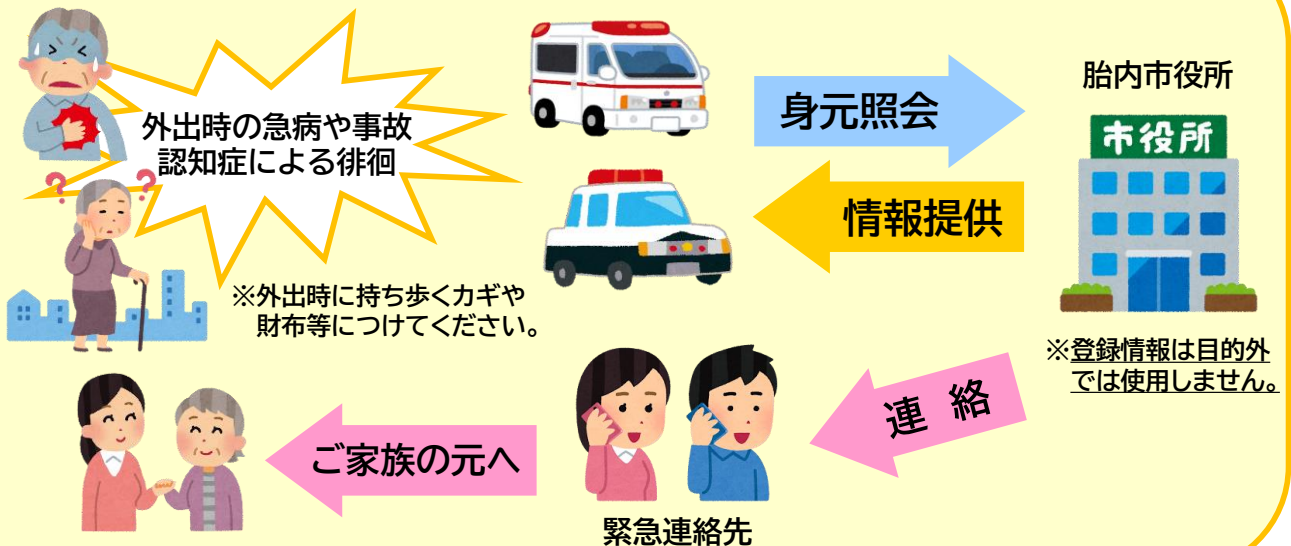 外出時の急病や事故
認知症による徘徊
※外出時に持ち歩くカギや
財布等につけてください。
身元照会
情報提供
胎内市役所
市役所
※登録情報は目的外
では使用しません。
連 絡
緊急連絡先
ご家族の元へ
? ?